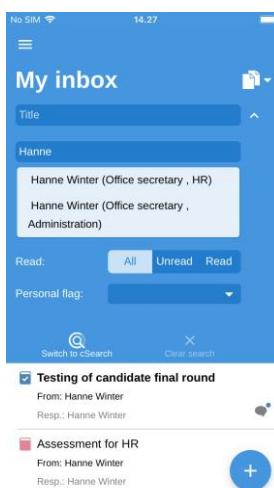 No SIM 14.27
My inbox
Title
Hanne
Hanne Winter (Office secretary , HR)
Hanne Winter (Office secretary ,
Administration)
Read: All Unread Read
Personal flag:
Switch to cSearch Clear search
Testing of candidate final round
From: Hanne Winter
Resp.: Hanne Winter
Assessment for HR
From: Hanne Winter
Resp.: Hanne Winter